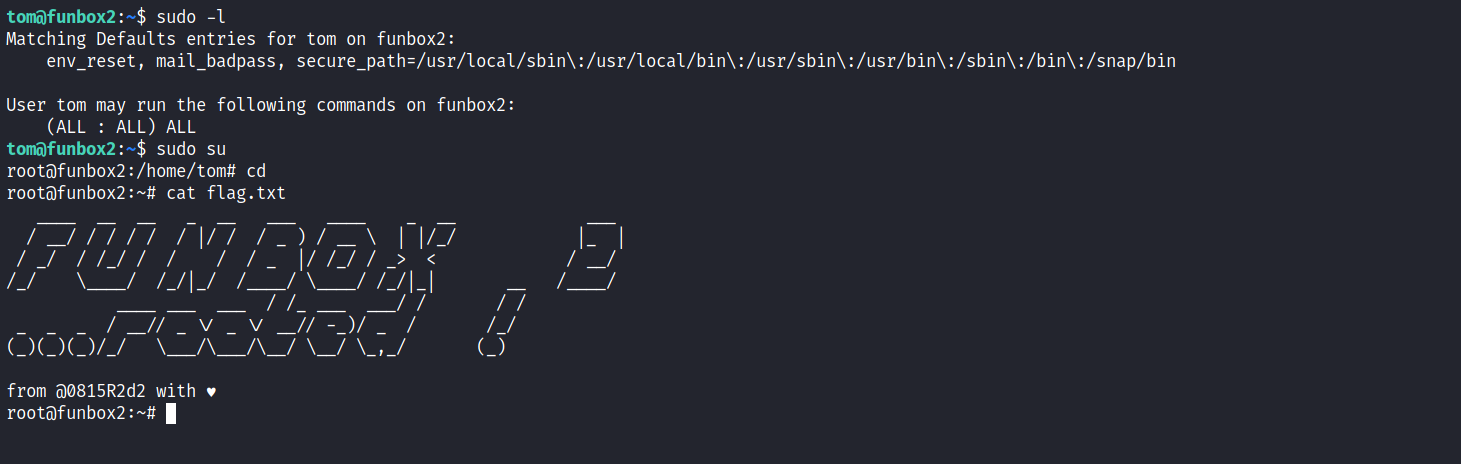 tom@funbox2:~$ sudo -l
Matching Defaults entries for tom on funbox2:
    env_reset, mail_badpass, secure_path=/usr/local/sbin\:/usr/local/bin\:/usr/sbin\:/usr/bin\:/sbin\:/bin\:/snap/bin
User tom may run the following commands on funbox2:
    (ALL : ALL) ALL
tom@funbox2:~$ sudo su
root@funbox2:/home/tom# cd
root@funbox2:~# cat flag.txt
FUNBOX 2
...rooted !
from @0815R2d2 with ♥
root@funbox2:~#